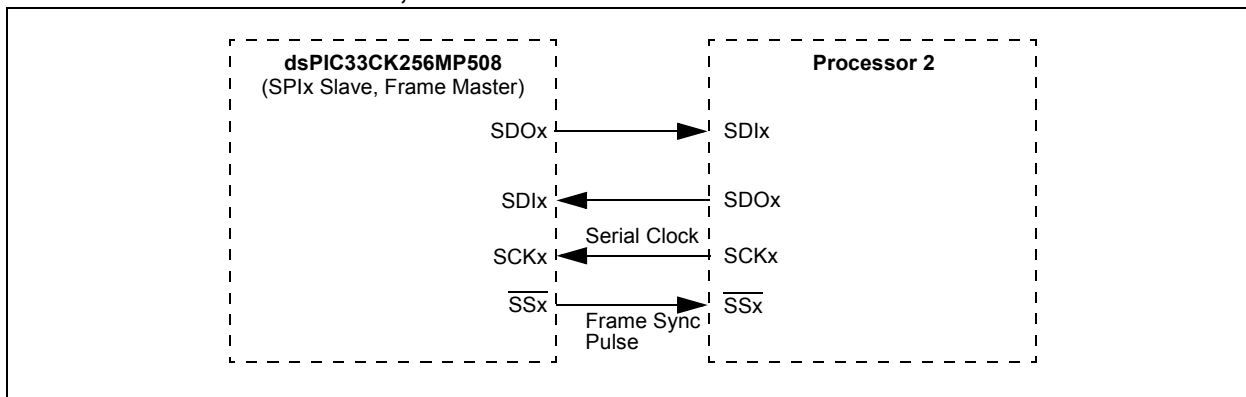 dsPIC33CK256MP508
(SPIx Slave, Frame Master)
Processor 2
SDOx
SDIx
SDIx
SDOx
Serial Clock
SCKx
SCKx
SSx
SSx
Frame Sync
Pulse